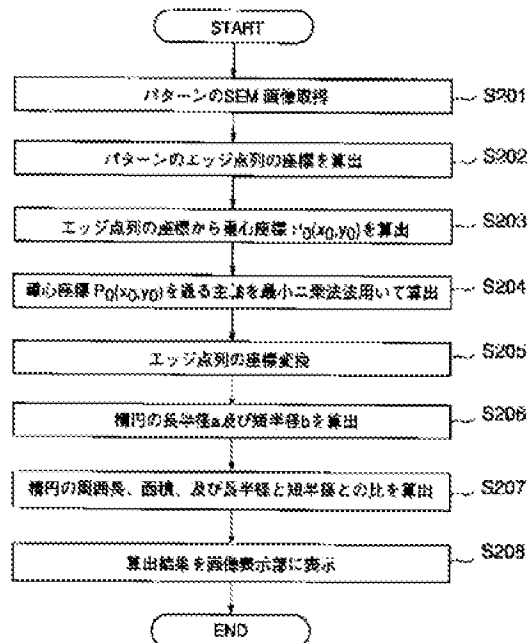 START
パターンのSEM 画像取得
S201
パターンのエッジ点列の座標を算出
S202
エッジ点列の座標から重心座標 P0(x0,y0)を算出
S203
重心座標 P0(x0,y0)を通る主軸を最小二乗法法用いて算出
S204
エッジ点列の座標変換
S205
楕円の長半径a及び短半径bを算出
S206
楕円の周囲長、面積、及び長半径と短半径との比を算出
S207
算出結果を画像表示部に表示
S208
END